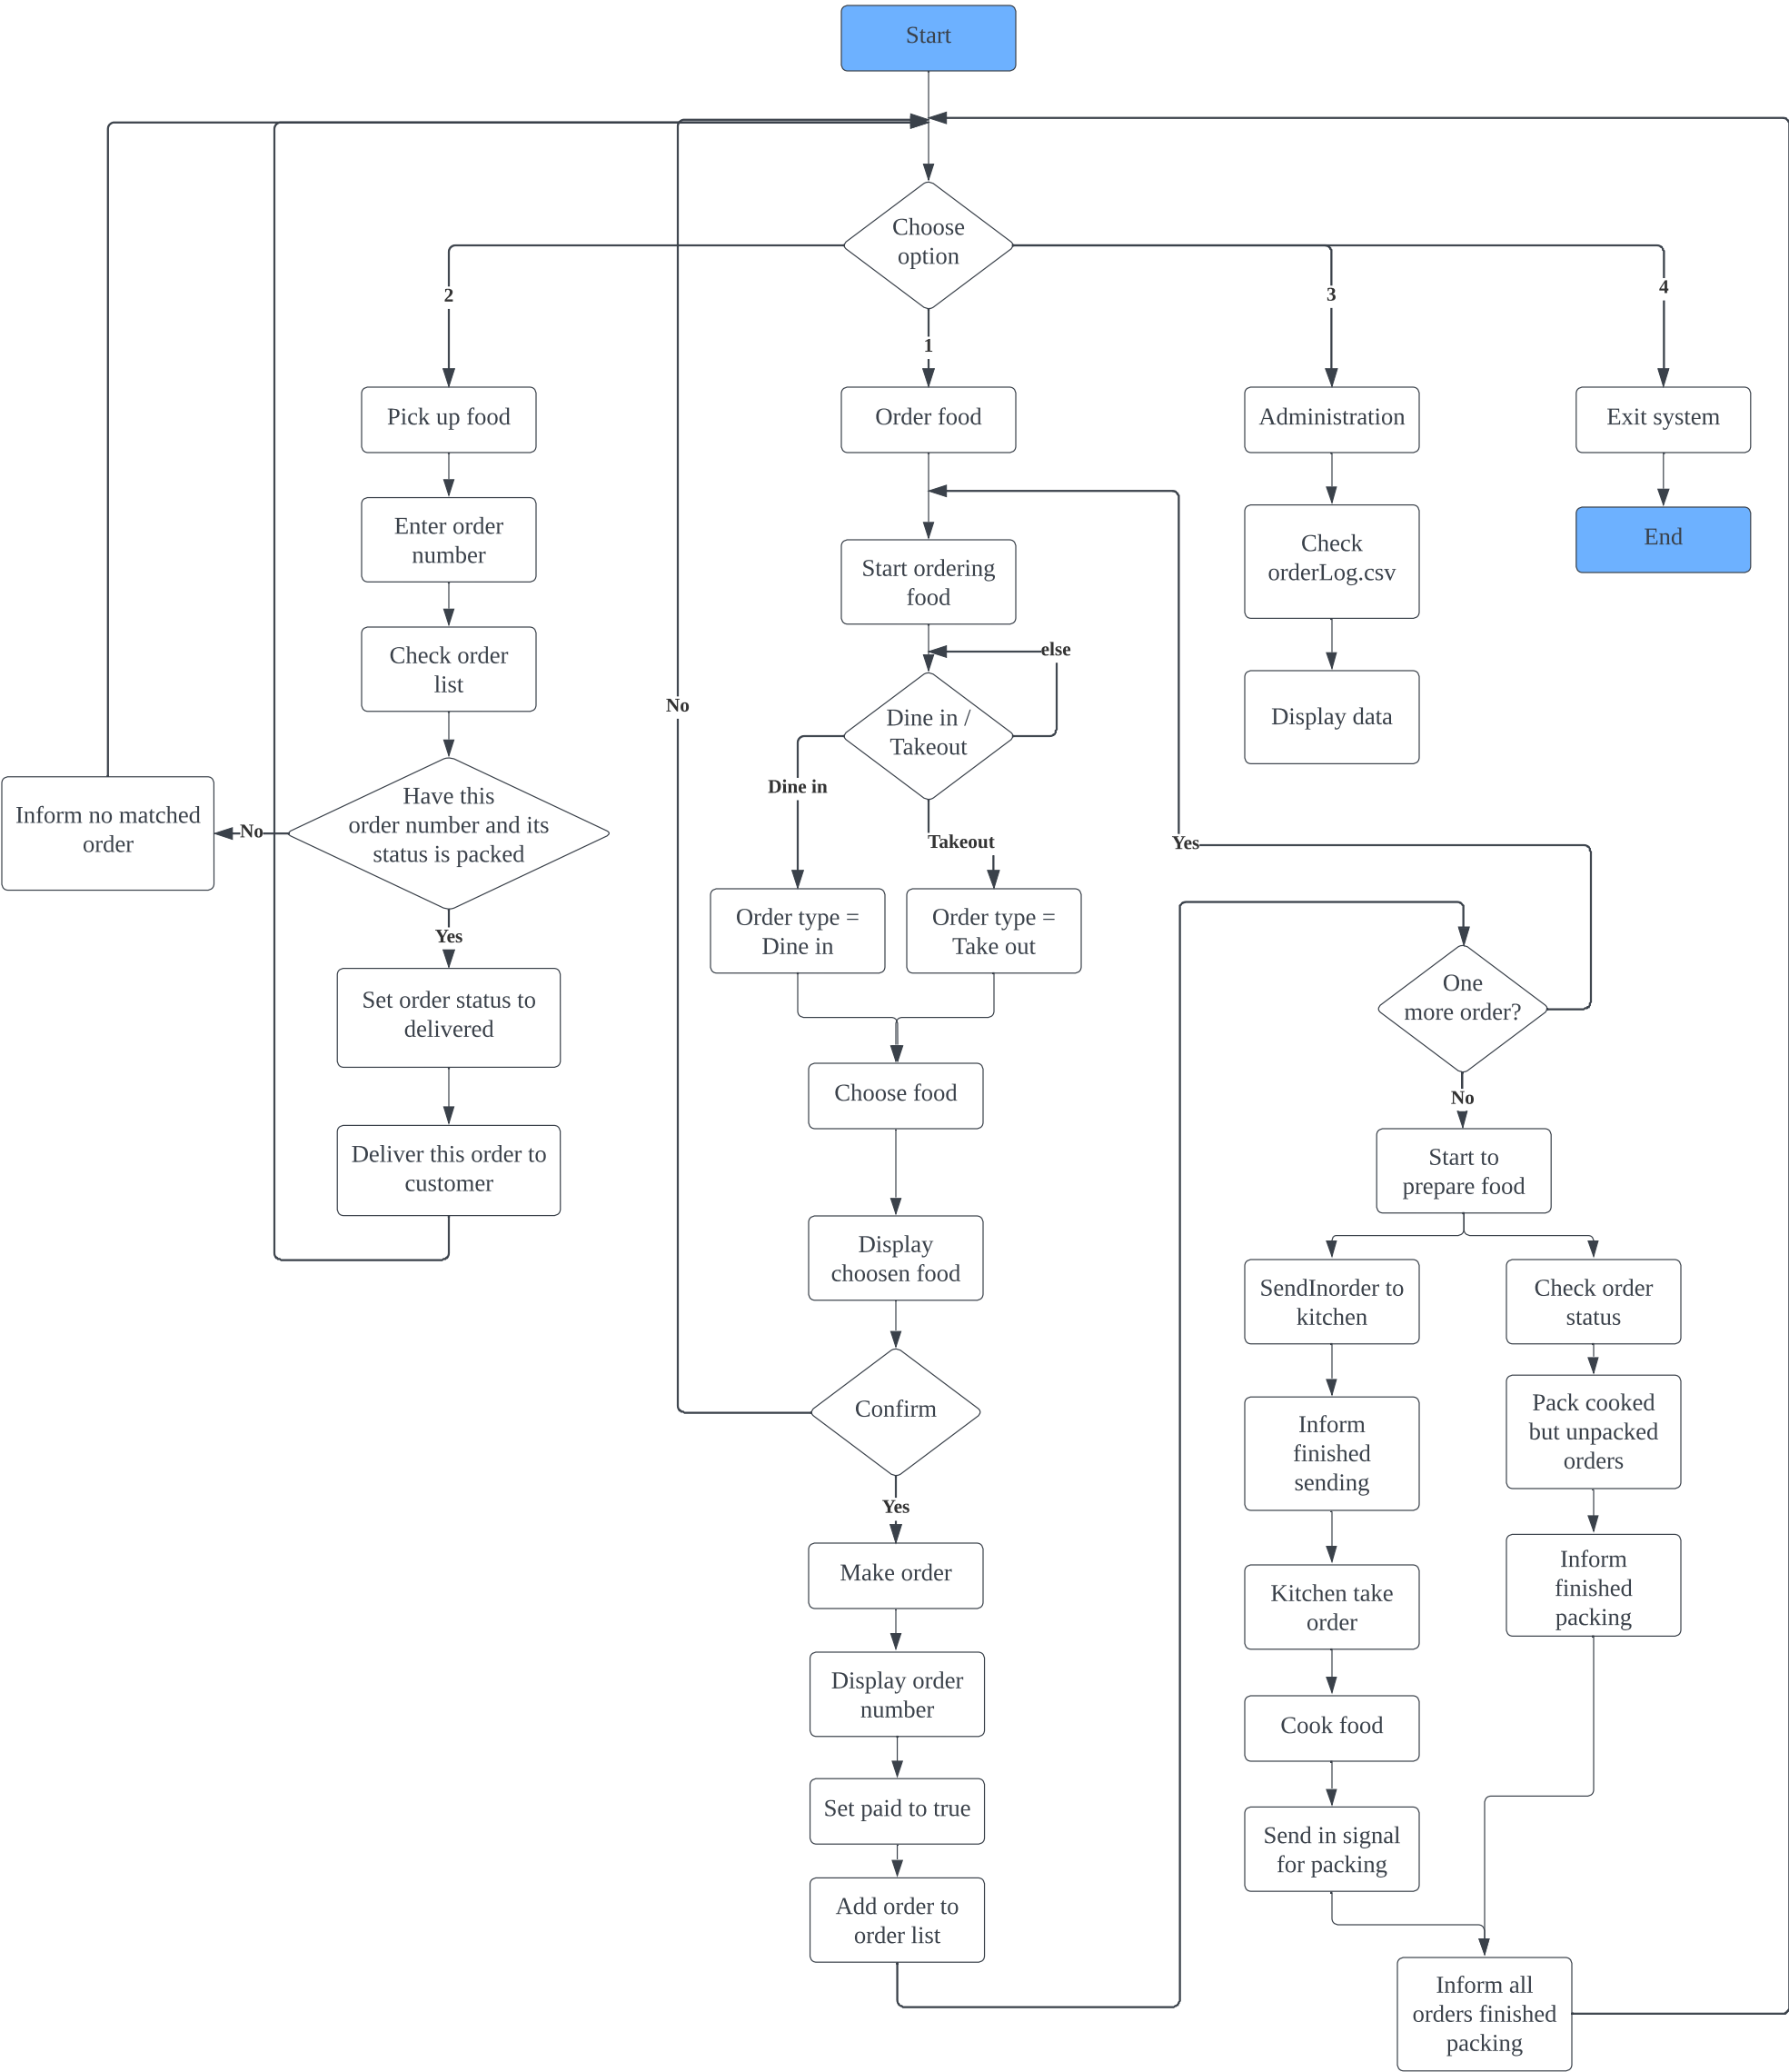 Start
Choose
option
2
1
3
4
Pick up food
Order food
Administration
Exit system
Enter order
number
Check
orderLog.csv
End
Start ordering
food
Check order
list
else
No
Dine in /
Takeout
Display data
Dine in
Takeout
Yes
Have this
order number and its
status is packed
No
Inform no matched
order
Yes
Order type =
Dine in
Order type =
Take out
Set order status to
delivered
One
more order?
No
Choose food
Deliver this order to
customer
Start to
prepare food
Display
choosen food
SendInorder to
kitchen
Check order
status
Confirm
Inform
finished
sending
Pack cooked
but unpacked
orders
Yes
Make order
Kitchen take
order
Inform
finished
packing
Display order
number
Cook food
Set paid to true
Send in signal
for packing
Add order to
order list
Inform all
orders finished
packing